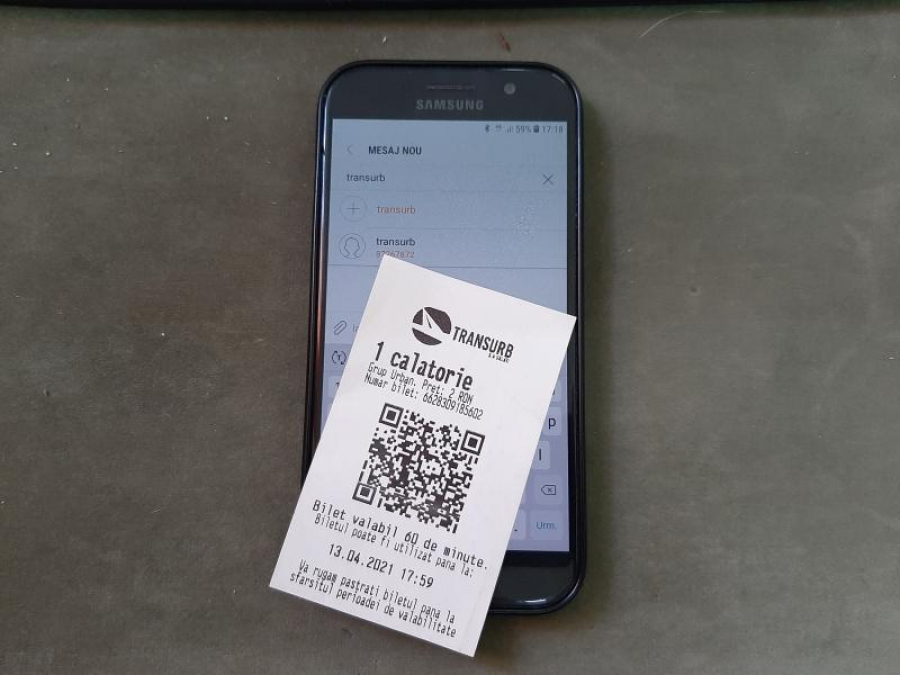 SAMSUNG
59% 17:18
MESAJ NOU
transurb
transurb
transurb
TRANSURB
1 calatorie
Grup Urban. Pret: 2 RON
Numar bilet: 6628309185602
Bilet valabil 60 de minute.
Biletul poate fi utilizat pana la:
13.04.2021 17:59
Va rugam pastrati biletul pana la
sfarsitul perioadei de valabilitate
p
l
.
Urm.